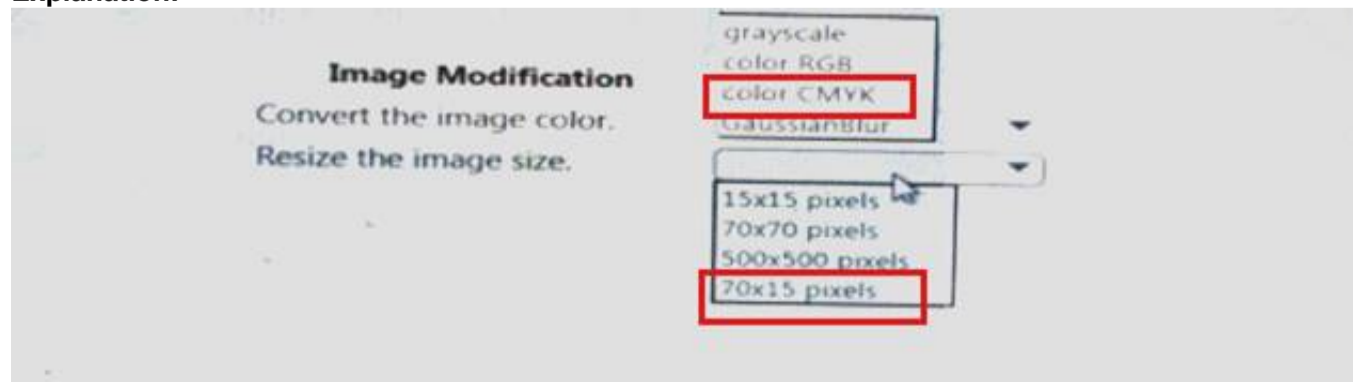 Explanation:
grayscale
color RGB
Image Modification
color CMYK
Convert the image color.
GaussianBlur
Resize the image size.
15x15 pixels
70x70 pixels
500x500 pixels
70x15 pixels